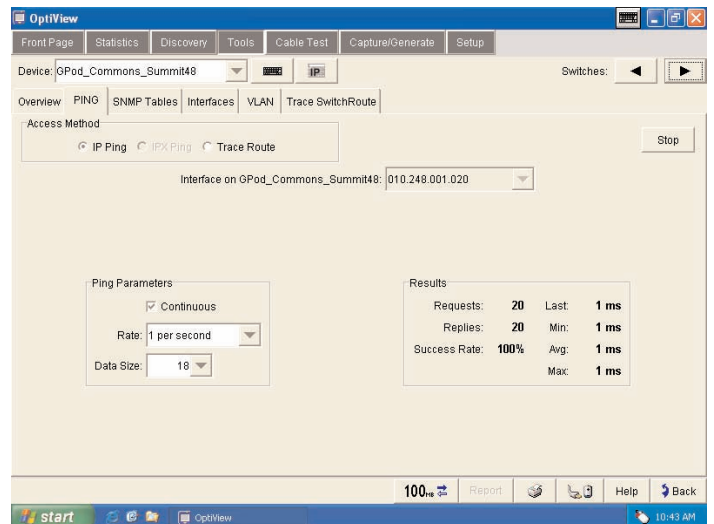 OptiView
Front Page Statistics Discovery Tools Cable Test Capture/Generate Setup
Device: GPod_Commons_Summit48 IP Switches:
Overview PING SNMP Tables Interfaces VLAN Trace SwitchRoute
Access Method
IP Ping IPX Ping Trace Route
Stop
Interface on GPod_Commons_Summit48: 010.248.001.020
Ping Parameters
Continuous
Rate: 1 per second
Data Size: 18
Results
Requests: 20 Last: 1 ms
Replies: 20 Min: 1 ms
Success Rate: 100% Avg: 1 ms
Max: 1 ms
100 Report Help Back
start OptiView 10:43 AM